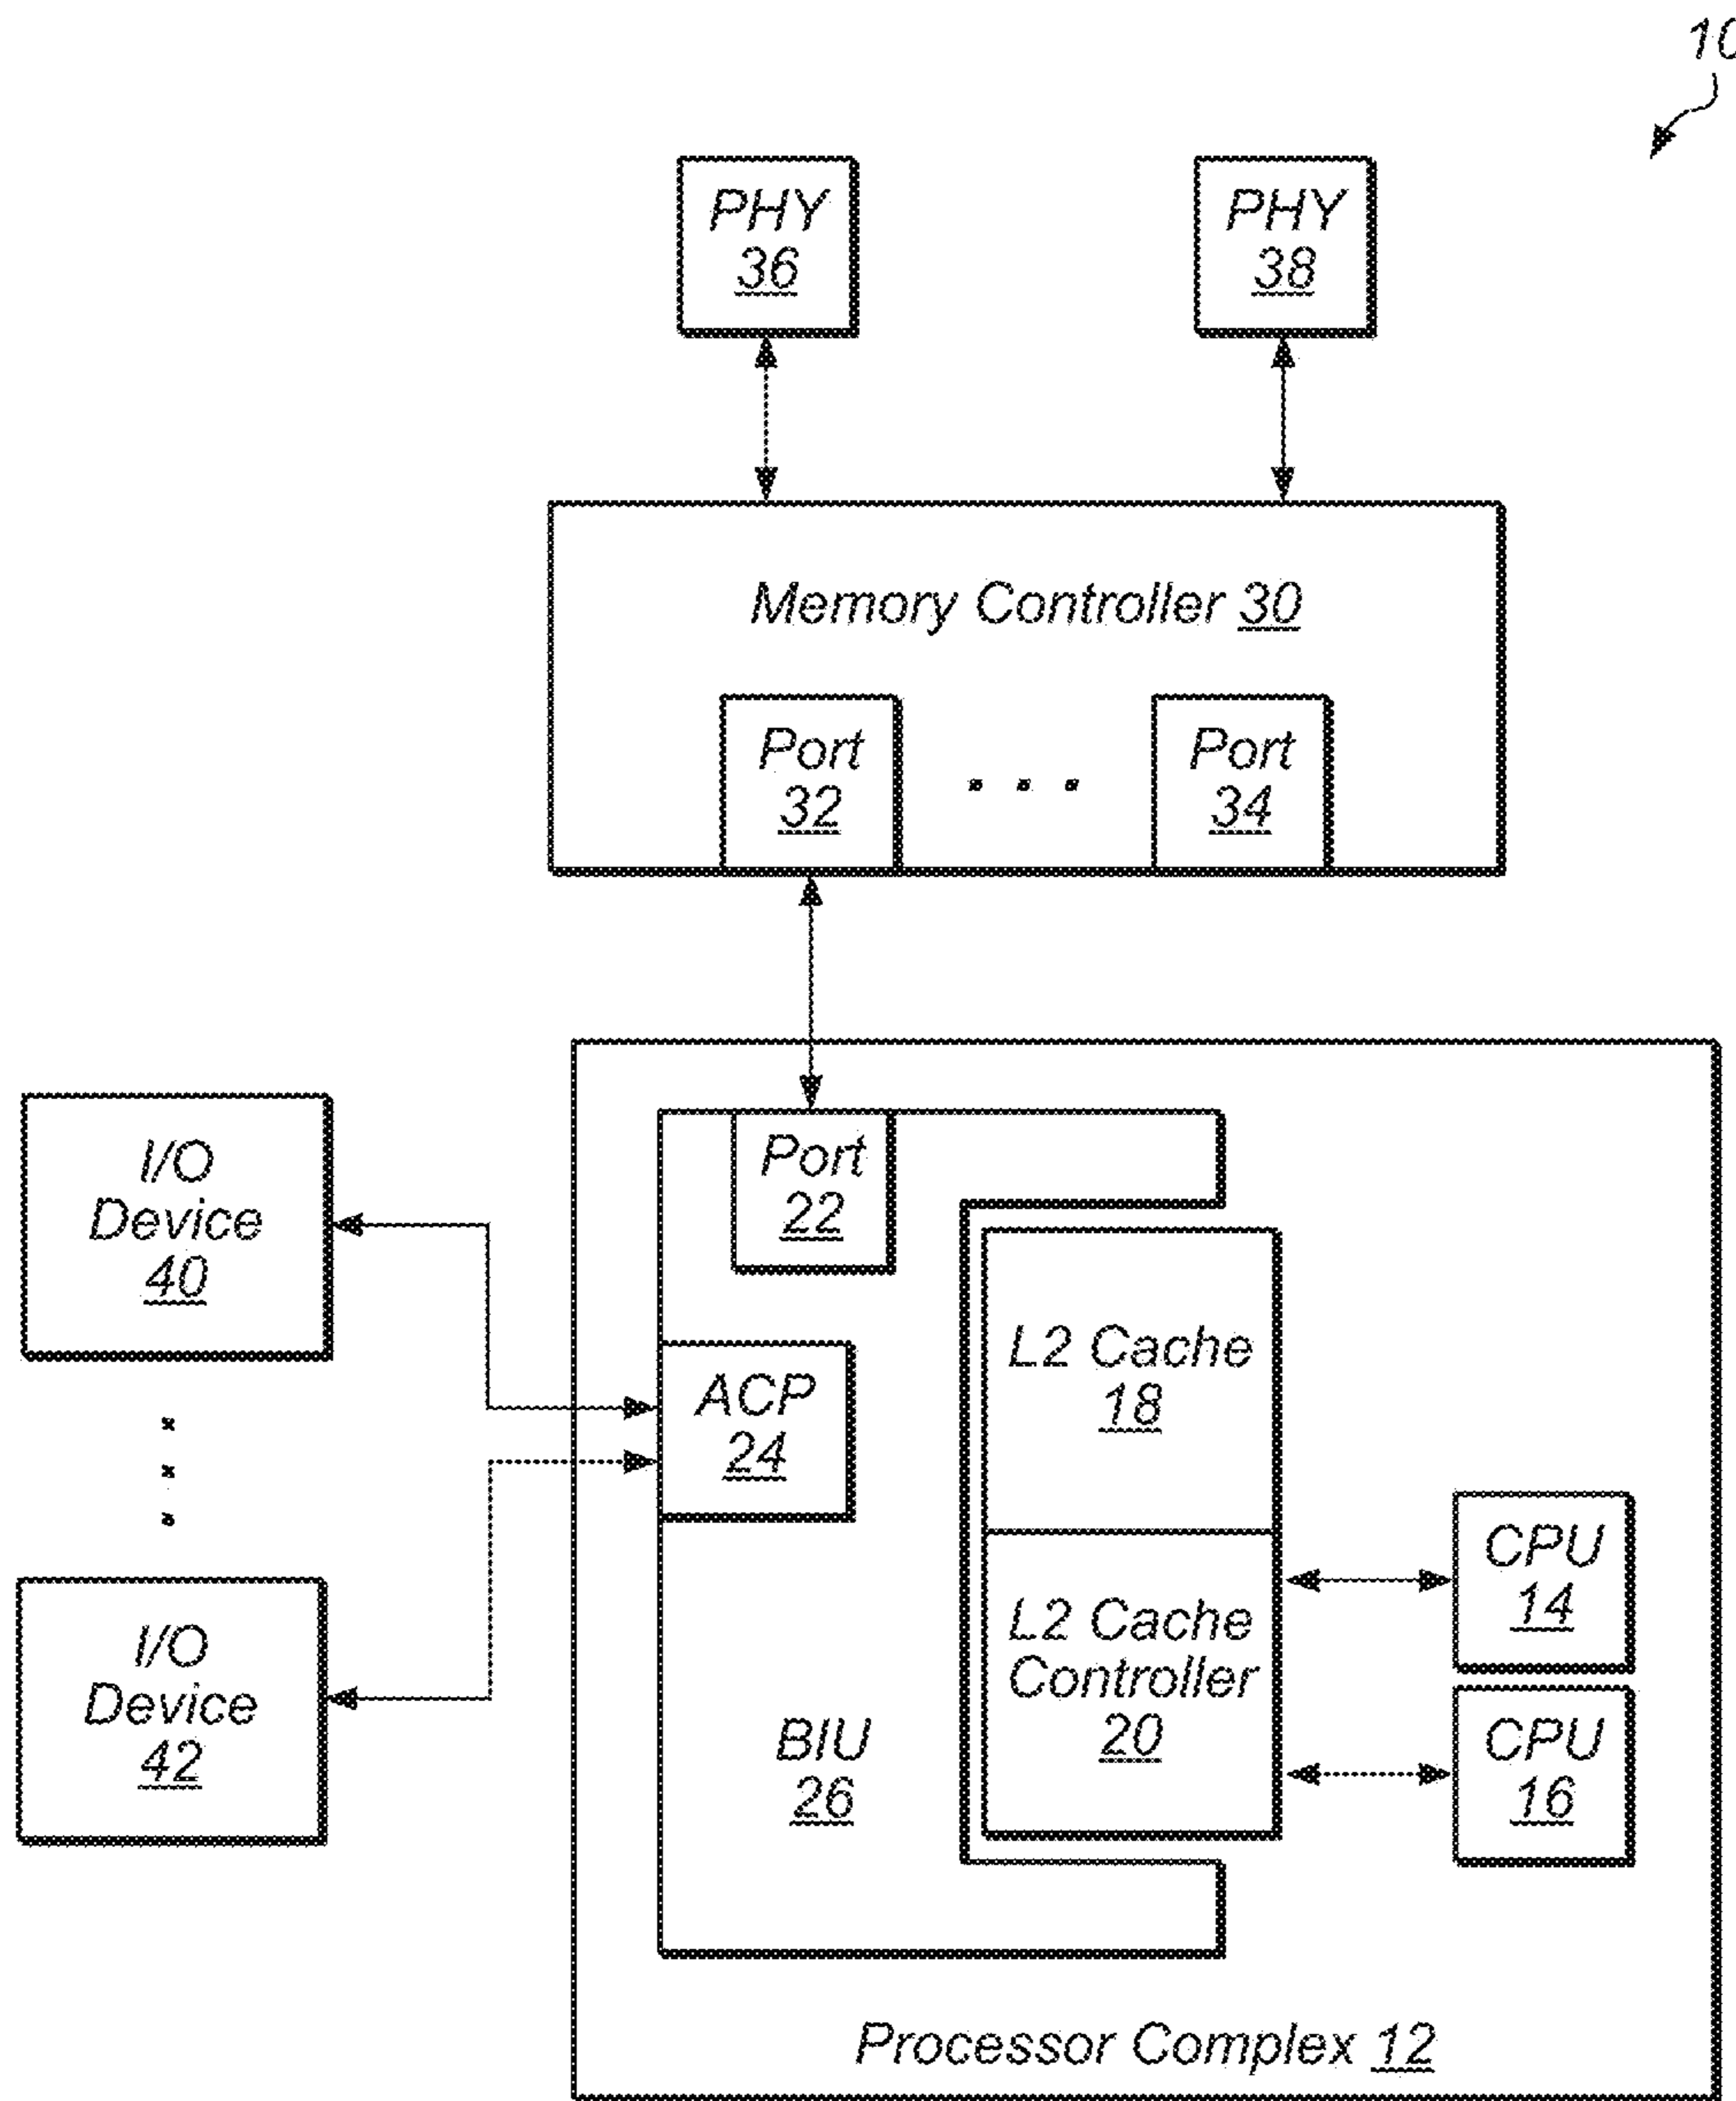 10
PHY
36
PHY
38
Memory Controller 30
Port
32
. . .
Port
34
Port
22
I/O
Device
40
L2 Cache
18
ACP
24
CPU
14
L2 Cache
Controller
20
I/O
Device
42
BIU
26
CPU
16
Processor Complex 12